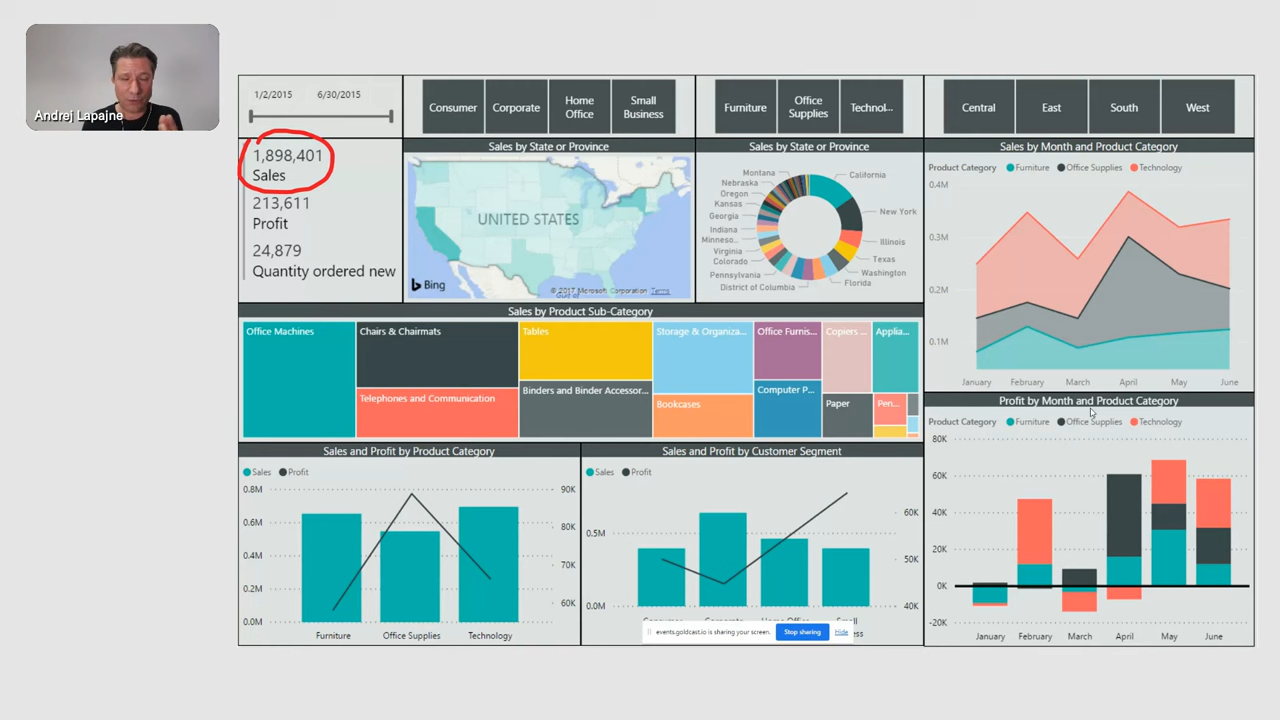 Andrej Lapajne
1/2/2015 6/30/2015
Consumer
Corporate
Home
Office
Small
Business
Furniture
Office
Supplies
Technol...
Central
East
South
West
1,898,401
Sales
213,611
Profit
24,879
Quantity ordered new
Sales by State or Province
UNITED STATES
Bing
© 2017 Microsoft Corporation Terms
Sales by State or Province
Montana
Nebraska
Oregon
Kansas
Georgia
Indiana
Minneso...
Virginia
Colorado
Pennsylvania
District of Columbia
California
New York
Illinois
Texas
Washington
Florida
Sales by Month and Product Category
Product Category Furniture Office Supplies Technology
0.4M
0.3M
0.2M
0.1M
January February March April May June
Sales by Product Sub-Category
Office Machines
Chairs & Chairmats
Telephones and Communication
Tables
Binders and Binder Accessor...
Storage & Organiza...
Bookcases
Office Furnis...
Computer P...
Copiers ...
Paper
Applia...
Pen...
Profit by Month and Product Category
Product Category Furniture Office Supplies Technology
80K
60K
40K
20K
0K
-20K
January February March April May June
Sales and Profit by Product Category
Sales Profit
0.8M 90K
0.6M 80K
0.4M 70K
0.2M 60K
0.0M
Furniture Office Supplies Technology
Sales and Profit by Customer Segment
Sales Profit
60K
0.5M
50K
0.0M 40K
events.goldcast.io is sharing your screen. Stop sharing Hide